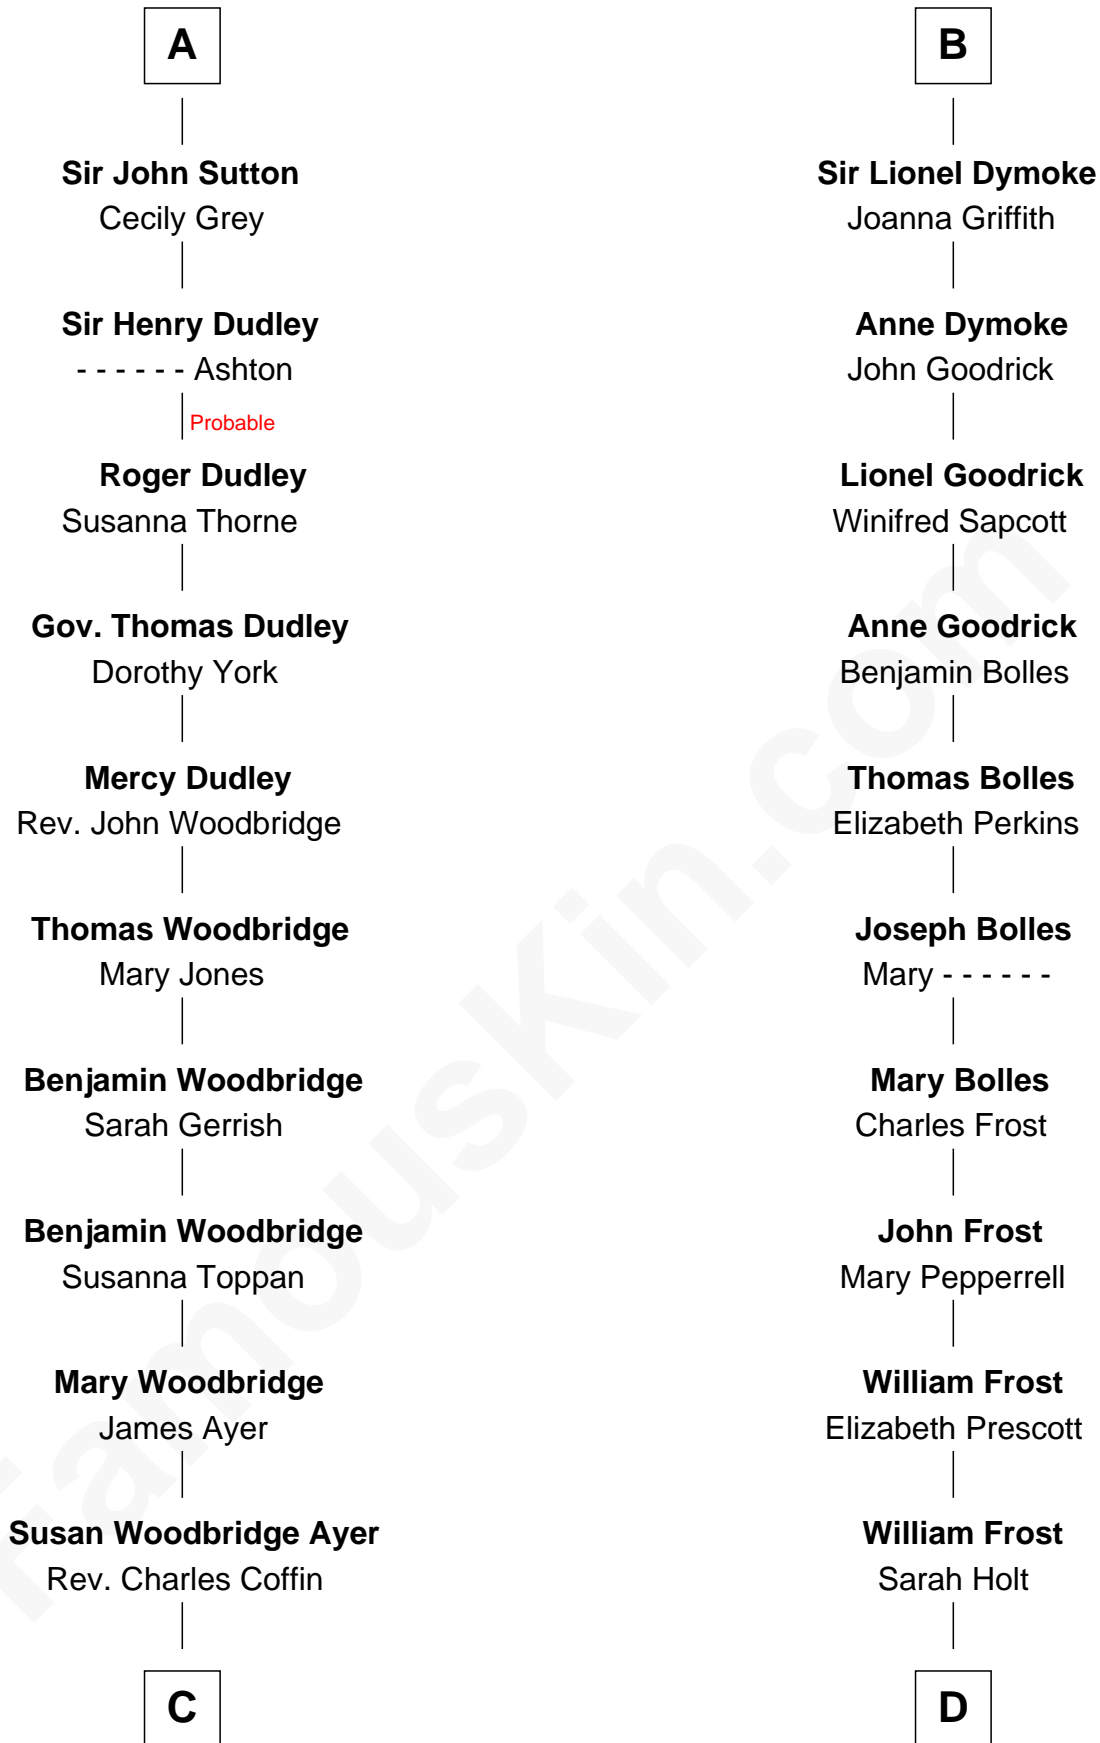 A
Sir John Sutton
Cecily Grey
Sir Henry Dudley
- - - - - - Ashton
Probable
Roger Dudley
Susanna Thorne
Gov. Thomas Dudley
Dorothy York
Mercy Dudley
Rev. John Woodbridge
Thomas Woodbridge
Mary Jones
Benjamin Woodbridge
Sarah Gerrish
Benjamin Woodbridge
Susanna Toppan
Mary Woodbridge
James Ayer
Susan Woodbridge Ayer
Rev. Charles Coffin
C
B
Sir Lionel Dymoke
Joanna Griffith
Anne Dymoke
John Goodrick
Lionel Goodrick
Winifred Sapcott
Anne Goodrick
Benjamin Bolles
Thomas Bolles
Elizabeth Perkins
Joseph Bolles
Mary - - - - - -
Mary Bolles
Charles Frost
John Frost
Mary Pepperrell
William Frost
Elizabeth Prescott
William Frost
Sarah Holt
D
FamousKin.com